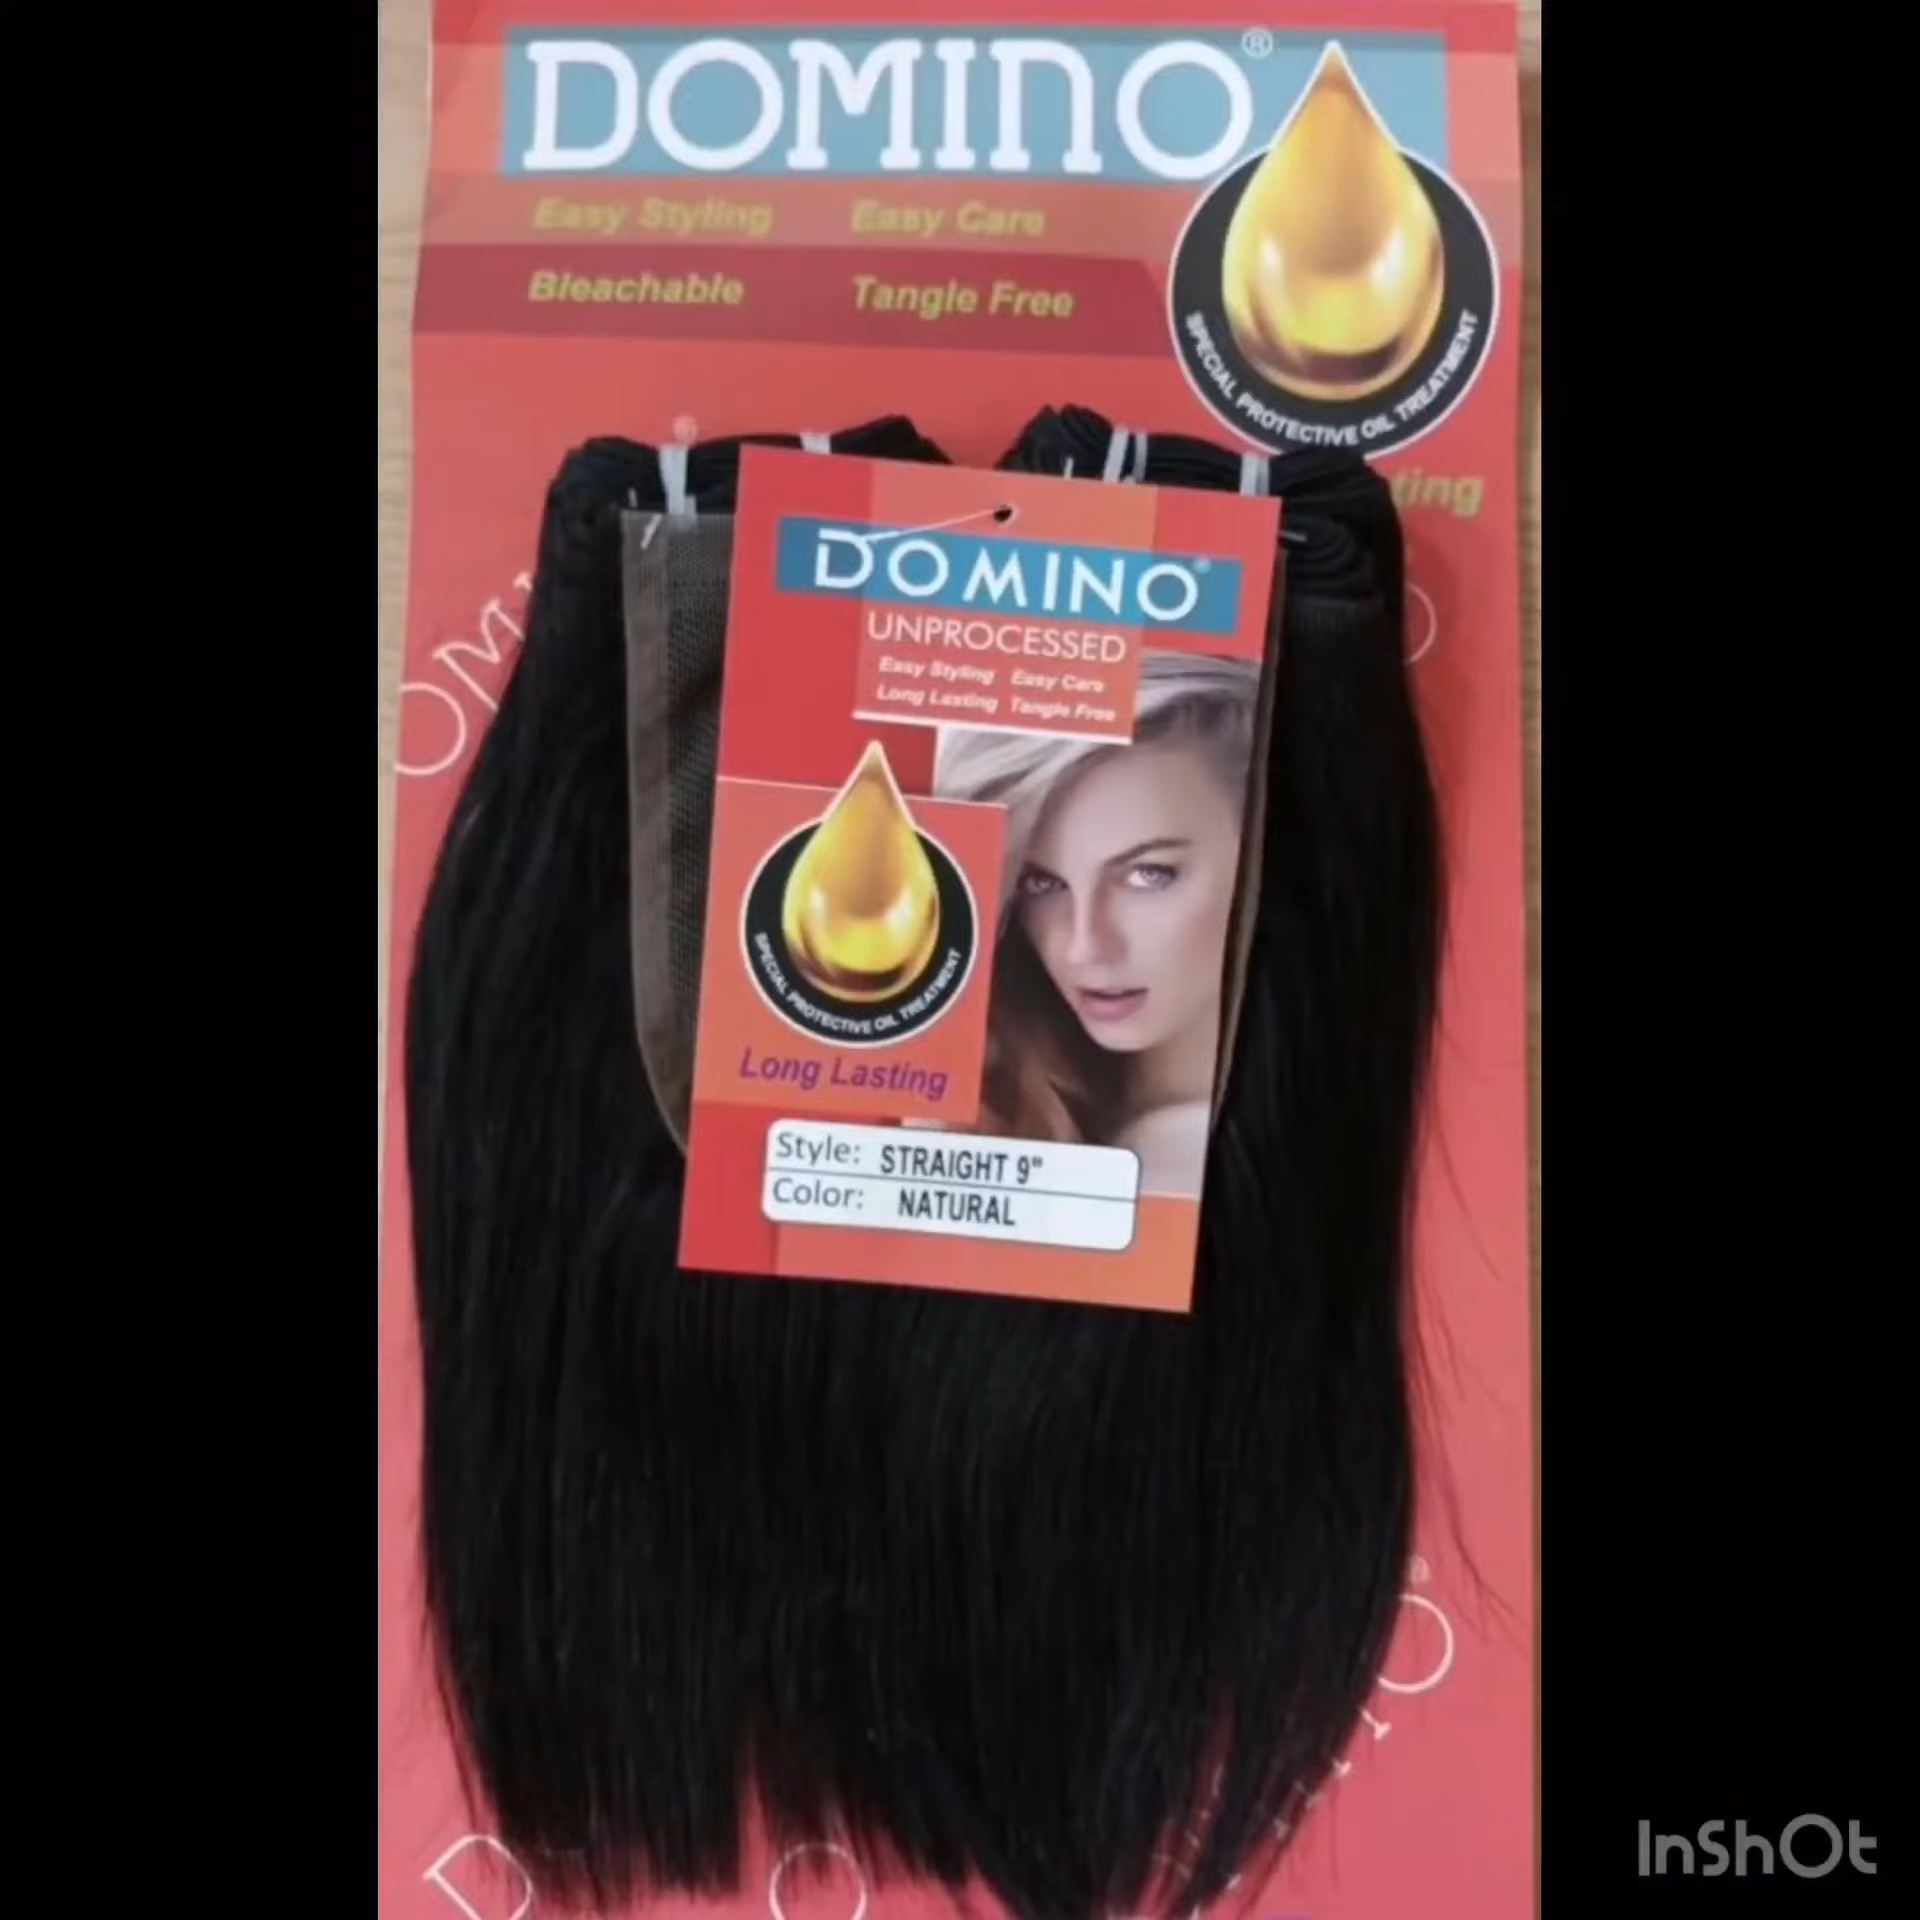 DOMINO®
Easy Styling Easy Care
Bleachable Tangle Free
SPECIAL PROTECTIVE OIL TREATMENT
ting
DOMINO®
UNPROCESSED
Easy Styling Easy Care
Long Lasting Tangle Free
SPECIAL PROTECTIVE OIL TREATMENT
Long Lasting
Style: STRAIGHT 9"
Color: NATURAL
InShOt